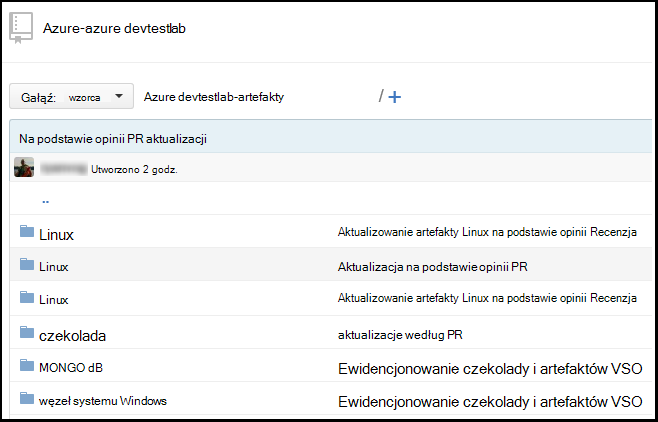 Azure-azure devtestlab
Gałąź: wzorca Azure devtestlab-artefakty / +
Na podstawie opinii PR aktualizacji
Utworzono 2 godz.
..
Linux Aktualizowanie artefakty Linux na podstawie opinii Recenzja
Linux Aktualizacja na podstawie opinii PR
Linux Aktualizowanie artefakty Linux na podstawie opinii Recenzja
czekolada aktualizacje według PR
MONGO dB Ewidencjonowanie czekolady i artefaktów VSO
węzeł systemu Windows Ewidencjonowanie czekolady i artefaktów VSO